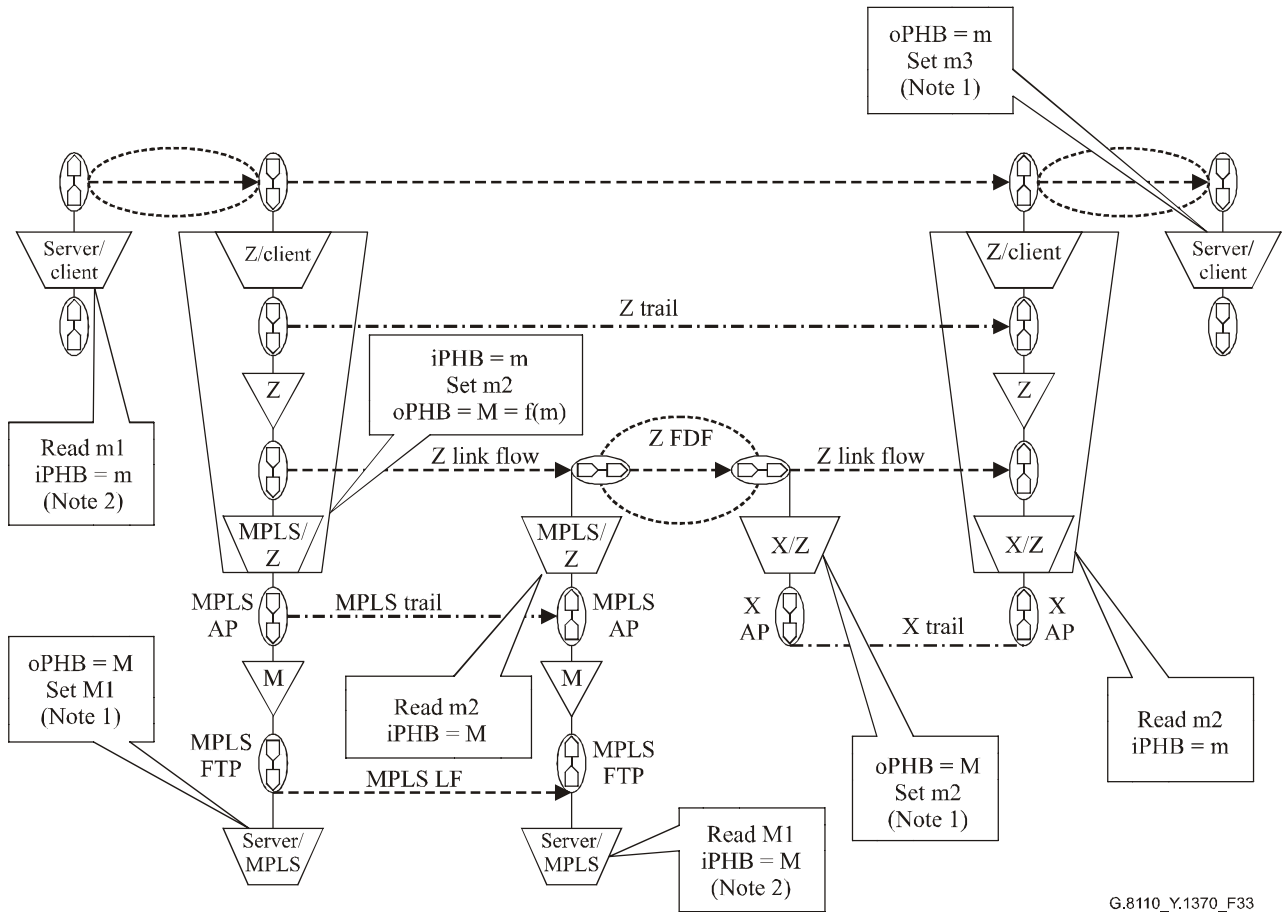 oPHB = m
Set m3
(Note 1)
Server/
client
Z/client
Z/client
Server/
client
Z trail
iPHB = m
Set m2
oPHB = M = f(m)
Z
Z
Read m1
iPHB = m
(Note 2)
Z link flow
Z FDF
Z link flow
MPLS/
Z
MPLS/
Z
X/Z
X/Z
MPLS
AP
MPLS trail
MPLS
AP
X
AP
X trail
X
AP
oPHB = M
Set M1
(Note 1)
M
M
Read m2
iPHB = M
Read m2
iPHB = m
MPLS
FTP
MPLS LF
MPLS
FTP
oPHB = M
Set m2
(Note 1)
Server/
MPLS
Server/
MPLS
Read M1
iPHB = M
(Note 2)
G.8110_Y.1370_F33